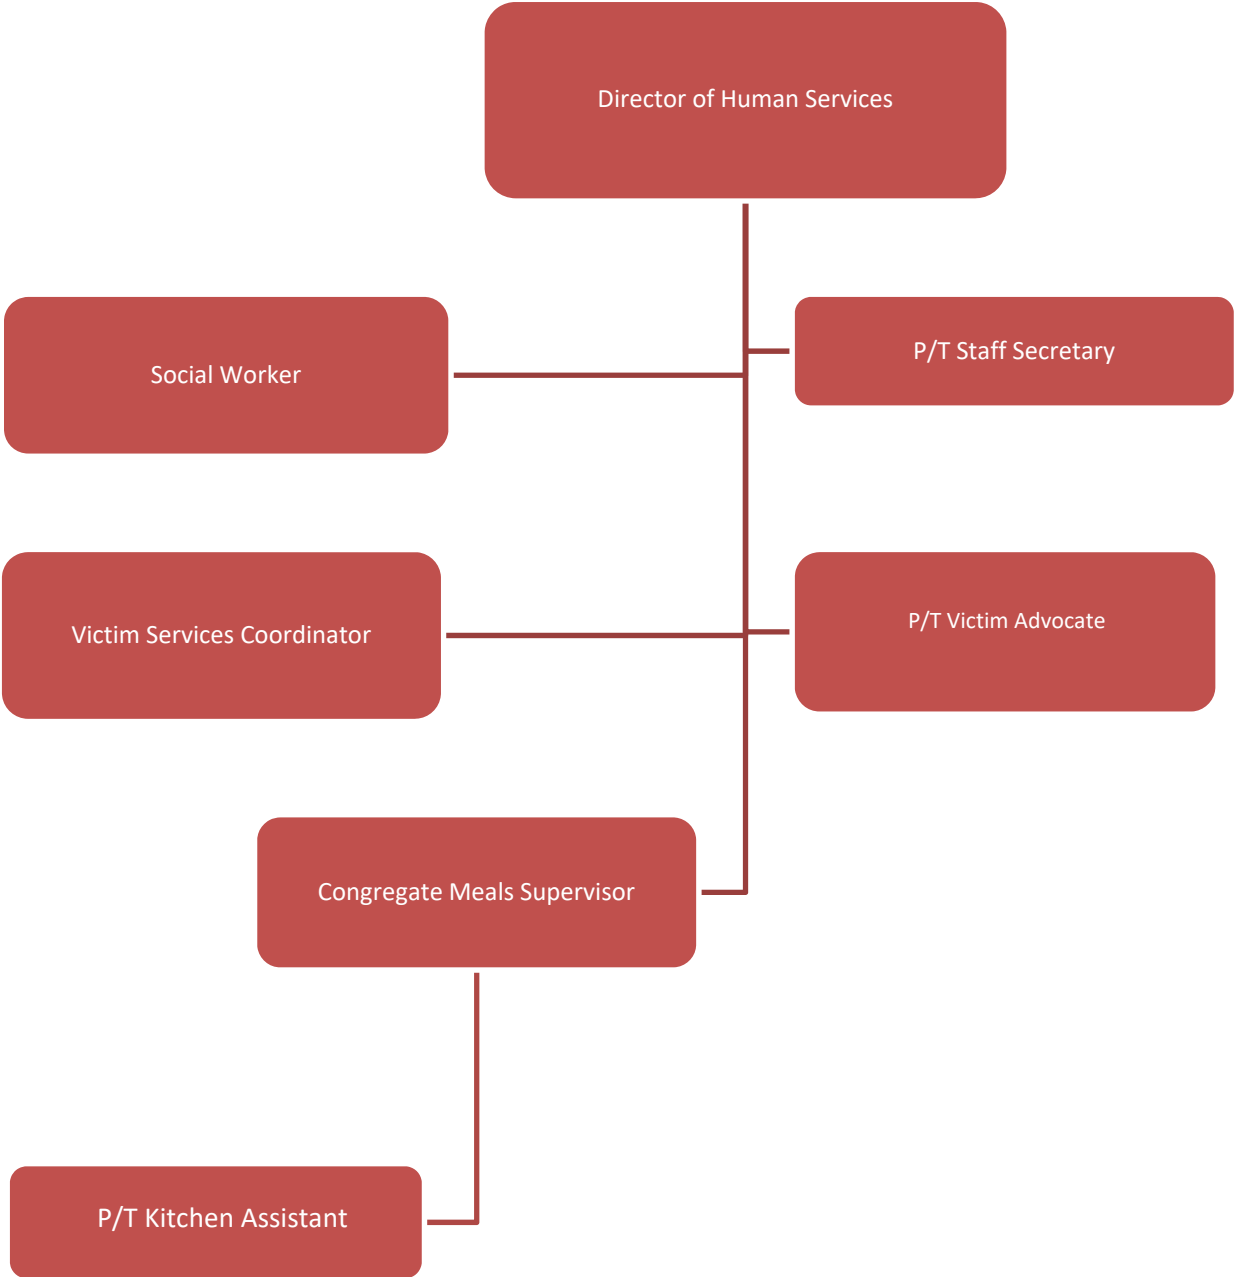 Director of Human Services
Social Worker
P/T Staff Secretary
Victim Services Coordinator
P/T Victim Advocate
Congregate Meals Supervisor
P/T Kitchen Assistant